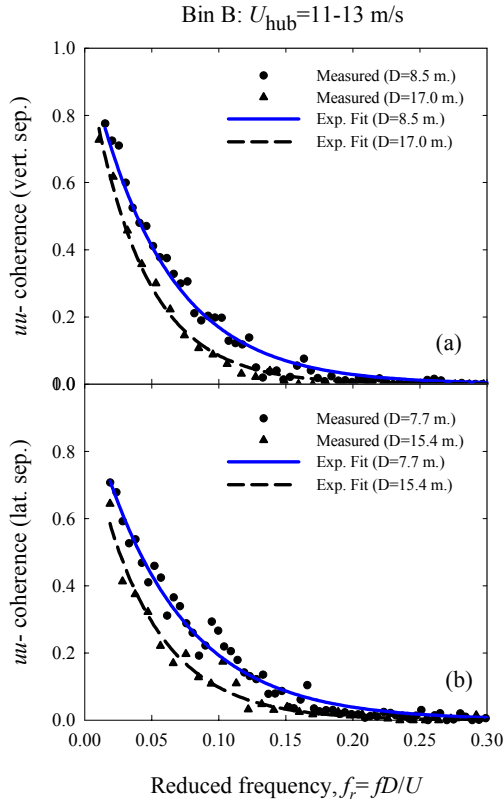 Bin B: U_hub=11-13 m/s
Measured (D=8.5 m.)
Measured (D=17.0 m.)
Exp. Fit (D=8.5 m.)
Exp. Fit (D=17.0 m.)
uu- coherence (vert. sep.)
1.0
0.8
0.6
0.4
0.2
0.0
(a)
Measured (D=7.7 m.)
Measured (D=15.4 m.)
Exp. Fit (D=7.7 m.)
Exp. Fit (D=15.4 m.)
uu- coherence (lat. sep.)
1.0
0.8
0.6
0.4
0.2
0.0
(b)
0.00 0.05 0.10 0.15 0.20 0.25 0.30
Reduced frequency, f_r= fD/U